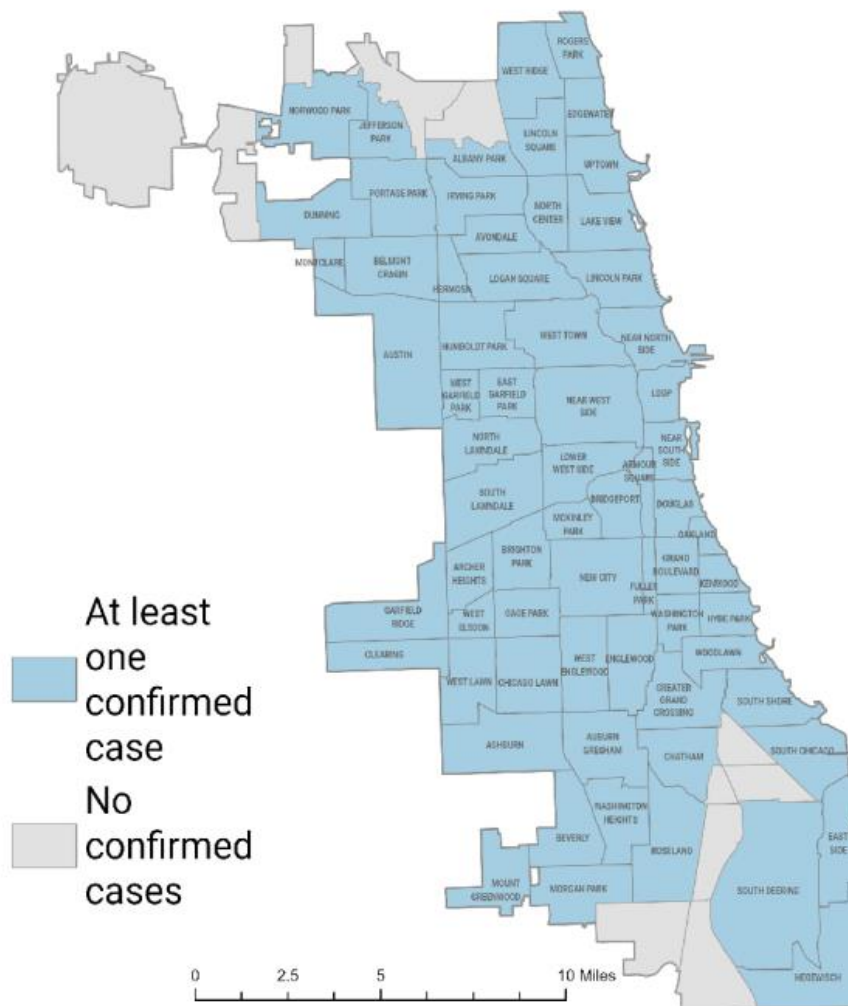 ROGERS
PARK
WEST RIDGE
NORWOOD PARK
JEFFERSON
PARK
EDGEWATER
LINCOLN
SQUARE
ALBANY PARK
UPTOWN
PORTAGE PARK
IRVING PARK
NORTH
CENTER
DUNNING
LAKE VIEW
AVONDALE
MONTCLARE
BELMONT
CRAGIN
LOGAN SQUARE
LINCOLN PARK
HERMOSA
AUSTIN
HUMBOLDT PARK
WEST TOWN
NEAR NORTH
SIDE
WEST
GARFIELD
PARK
EAST
GARFIELD
PARK
NEAR WEST
SIDE
LOOP
NORTH
LAWNDALE
LOWER
WEST SIDE
NEAR
SOUTH
SIDE
ARMOUR
SQUARE
SOUTH
LAWNDALE
BRIDGEPORT
DOUGLAS
MCKINLEY
PARK
OAKLAND
BRIGHTON
PARK
ARCHER
HEIGHTS
NEW CITY
FULLER
PARK
GRAND
BOULEVARD
KENWOOD
GARFIELD
RIDGE
WEST
ELSDON
GAGE PARK
WASHINGTON
PARK
HYDE PARK
CLEARING
WEST LAWN
CHICAGO LAWN
WEST
ENGLEWOOD
ENGLEWOOD
WOODLAWN
GREATER
GRAND
CROSSING
SOUTH SHORE
ASHBURN
AUBURN
GRESHAM
CHATHAM
SOUTH CHICAGO
BEVERLY
WASHINGTON
HEIGHTS
ROSELAND
EAST
SIDE
MOUNT
GREENWOOD
MORGAN PARK
SOUTH DEERING
HEGEWISCH
At least
one
confirmed
case
No
confirmed
cases
0 2.5 5 10 Miles